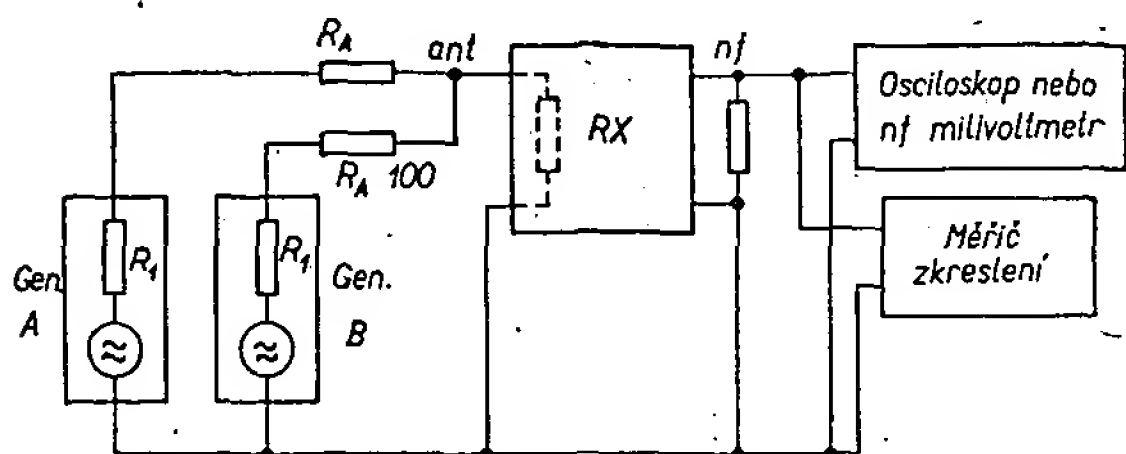 R_A
ant
nf
R_A 100
RX
Osciloskop nebo
nf milivoltmetr
R_1
Gen.
A
R_1
Gen.
B
Měřič
zkreslení